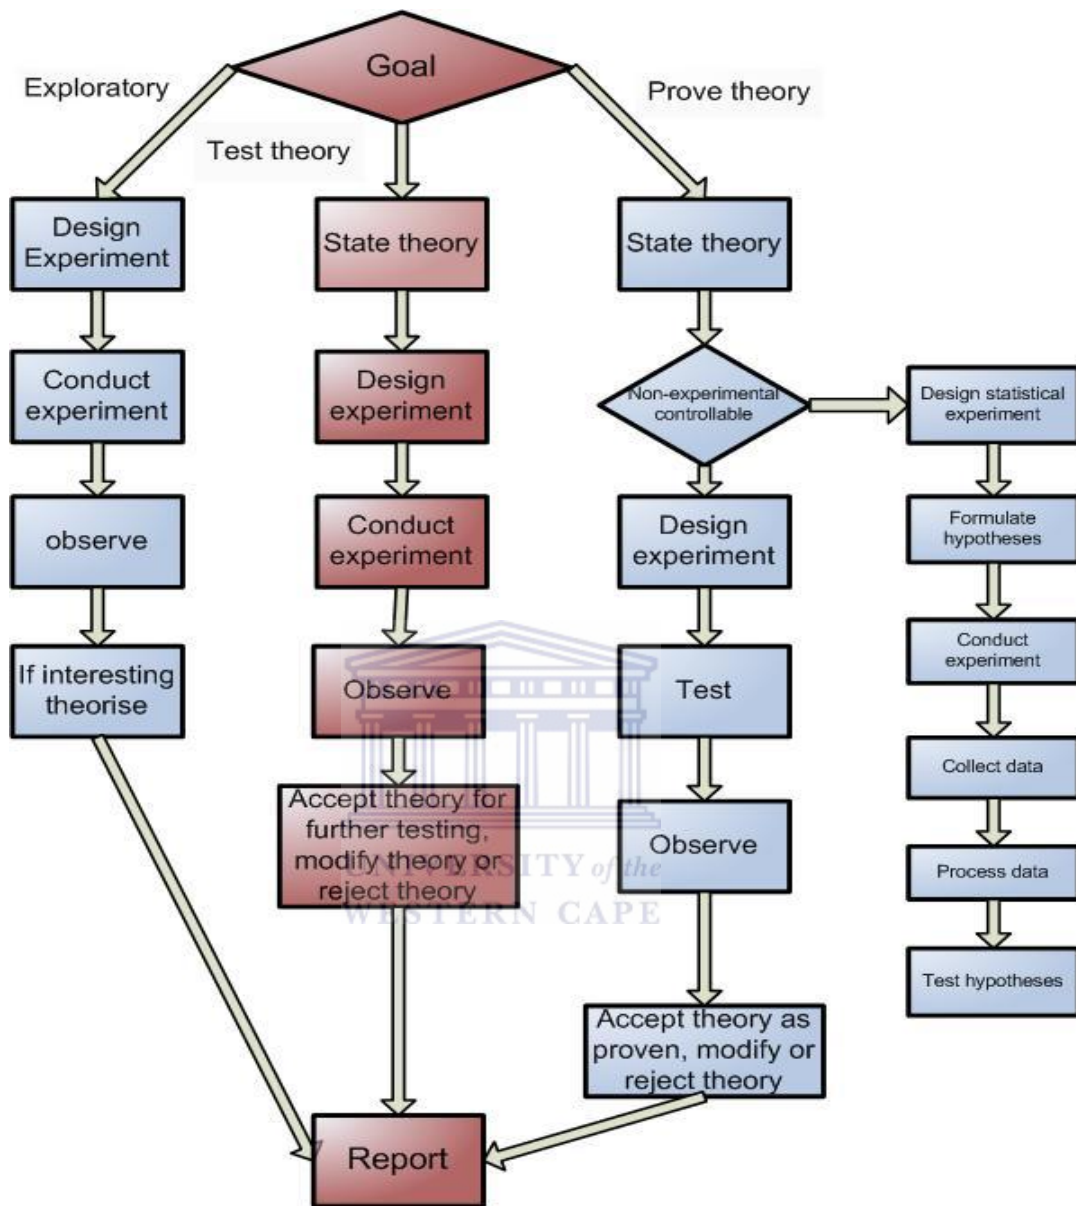 Goal
Exploratory
Test theory
Prove theory
Design
Experiment
Conduct
experiment
observe
If interesting
theorise
State theory
Design
experiment
Conduct
experiment
Observe
Accept theory for
further testing,
modify theory or
reject theory
State theory
Non-experimental
controllable
Design
experiment
Test
Observe
Accept theory as
proven, modify or
reject theory
Design statistical
experiment
Formulate
hypotheses
Conduct
experiment
Collect data
Process data
Test hypotheses
Report
UNIVERSITY of the
WESTERN CAPE